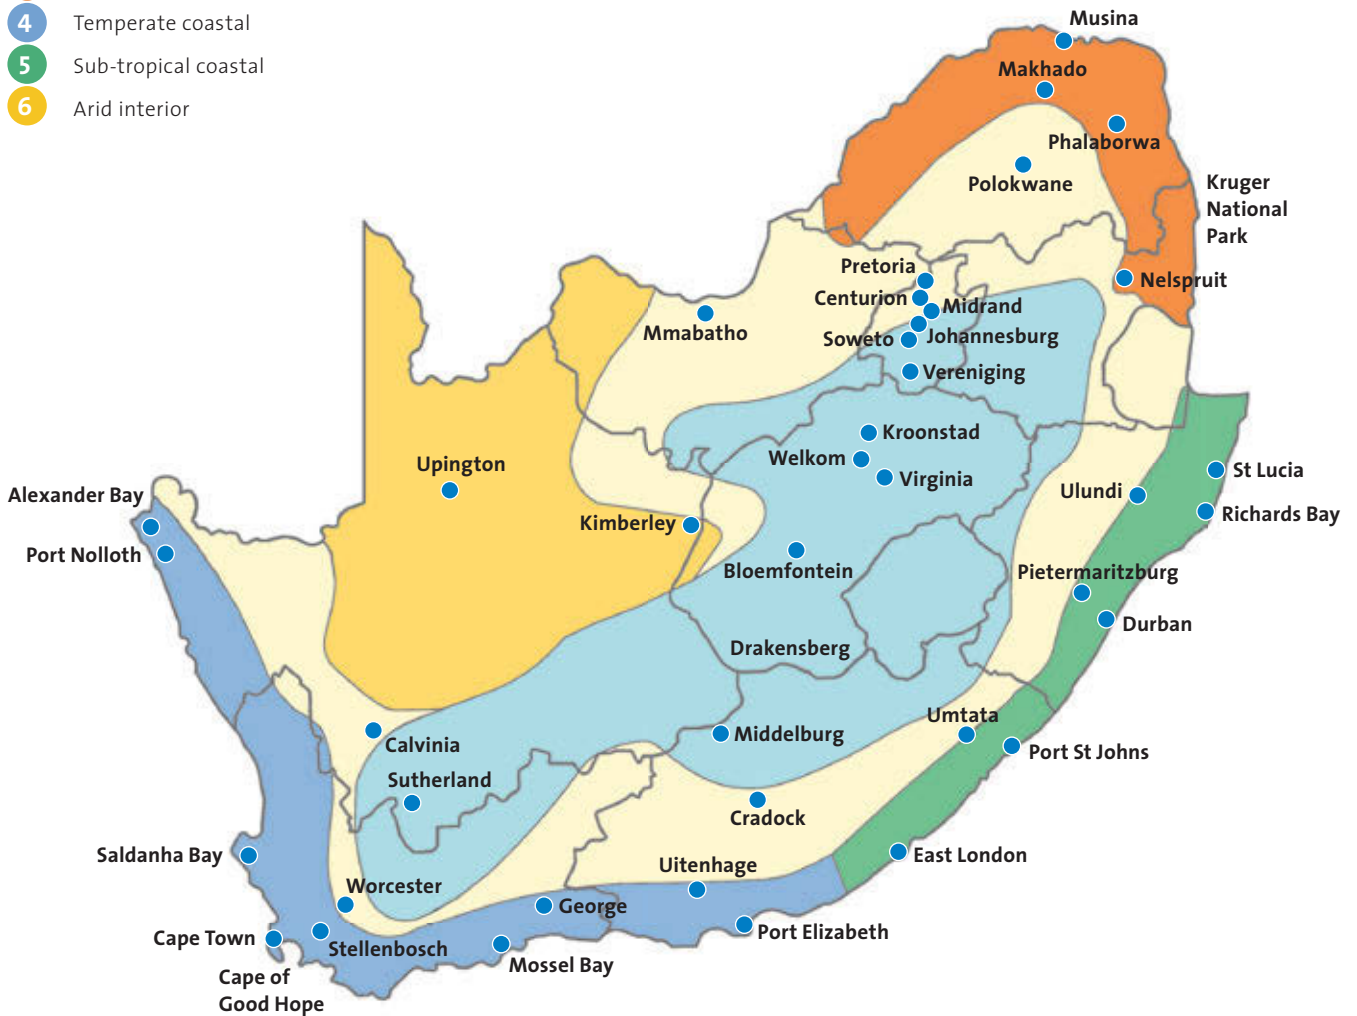 4 Temperate coastal
5 Sub-tropical coastal
6 Arid interior
Musina
Makhado
Phalaborwa
Polokwane
Kruger
National
Park
Pretoria
Nelspruit
Centurion
Midrand
Mmabatho
Soweto
Johannesburg
Vereniging
Kroonstad
Welkom
Virginia
Upington
St Lucia
Ulundi
Alexander Bay
Richards Bay
Kimberley
Port Nolloth
Bloemfontein
Pietermaritzburg
Durban
Drakensberg
Umtata
Middelburg
Calvinia
Port St Johns
Sutherland
Cradock
Saldanha Bay
East London
Uitenhage
Worcester
George
Cape Town
Port Elizabeth
Stellenbosch
Mossel Bay
Cape of
Good Hope